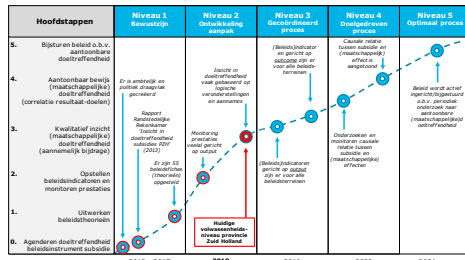 Hoofdstappen
Niveau 1
Bewustzijn
Niveau 2
Ontwikkeling
aanpak
Niveau 3
Gecoördineerd
proces
Niveau 4
Doelgedreven
proces
Niveau 5
Optimaal proces
5. Bijsturen beleid o.b.v.
aantoonbare
doeltreffendheid
4. Aantoonbaar bewijs
(maatschappelijke)
doeltreffendheid
(correlatie resultaat-doelen)
3. Kwalitatief inzicht
(maatschappelijk)
doeltreffendheid
(aannemelijk bijdrage)
2. Opstellen
beleidsindicatoren en
monitoren prestaties
1. Uitwerken
beleidstheorieën
0. Agenderen doeltreffendheid
beleidsinstrument subsidie
Er is ambtelijk en
politiek draagvlak
gecreëerd
Rapport
Randstedelijke
Rekenkamer
'Inzicht in
doeltreffendheid
subsidies PZH'
(2013)
Er zijn 55
beleidsfiches
(theorieën)
opgesteld
Monitoring
prestaties
veelal gericht
op output
Inzicht in
doeltreffendheid
vaak gebaseerd op
logische
veronderstellingen
en aannames
Huidige
volwassenheids-
niveau provincie
Zuid Holland
(Beleids)indicator
en gericht op
outcome zijn er
voor alle beleids-
terreinen
(Beleids)indicatoren
gericht op output
zijn er voor alle
beleidsterreinen
Causale relatie
tussen subsidie en
(maatschappelijk)
effect is
aangetoond
Onderzoeken en
monitoren causale
relatie tussen
subsidie en
(maatschappelijke)
effecten
Beleid wordt actief
ingericht/bijgestuurd
o.b.v. periodiek onderzoek
naar aantoonbare
(maatschappelijke)d
oeltreffendheid